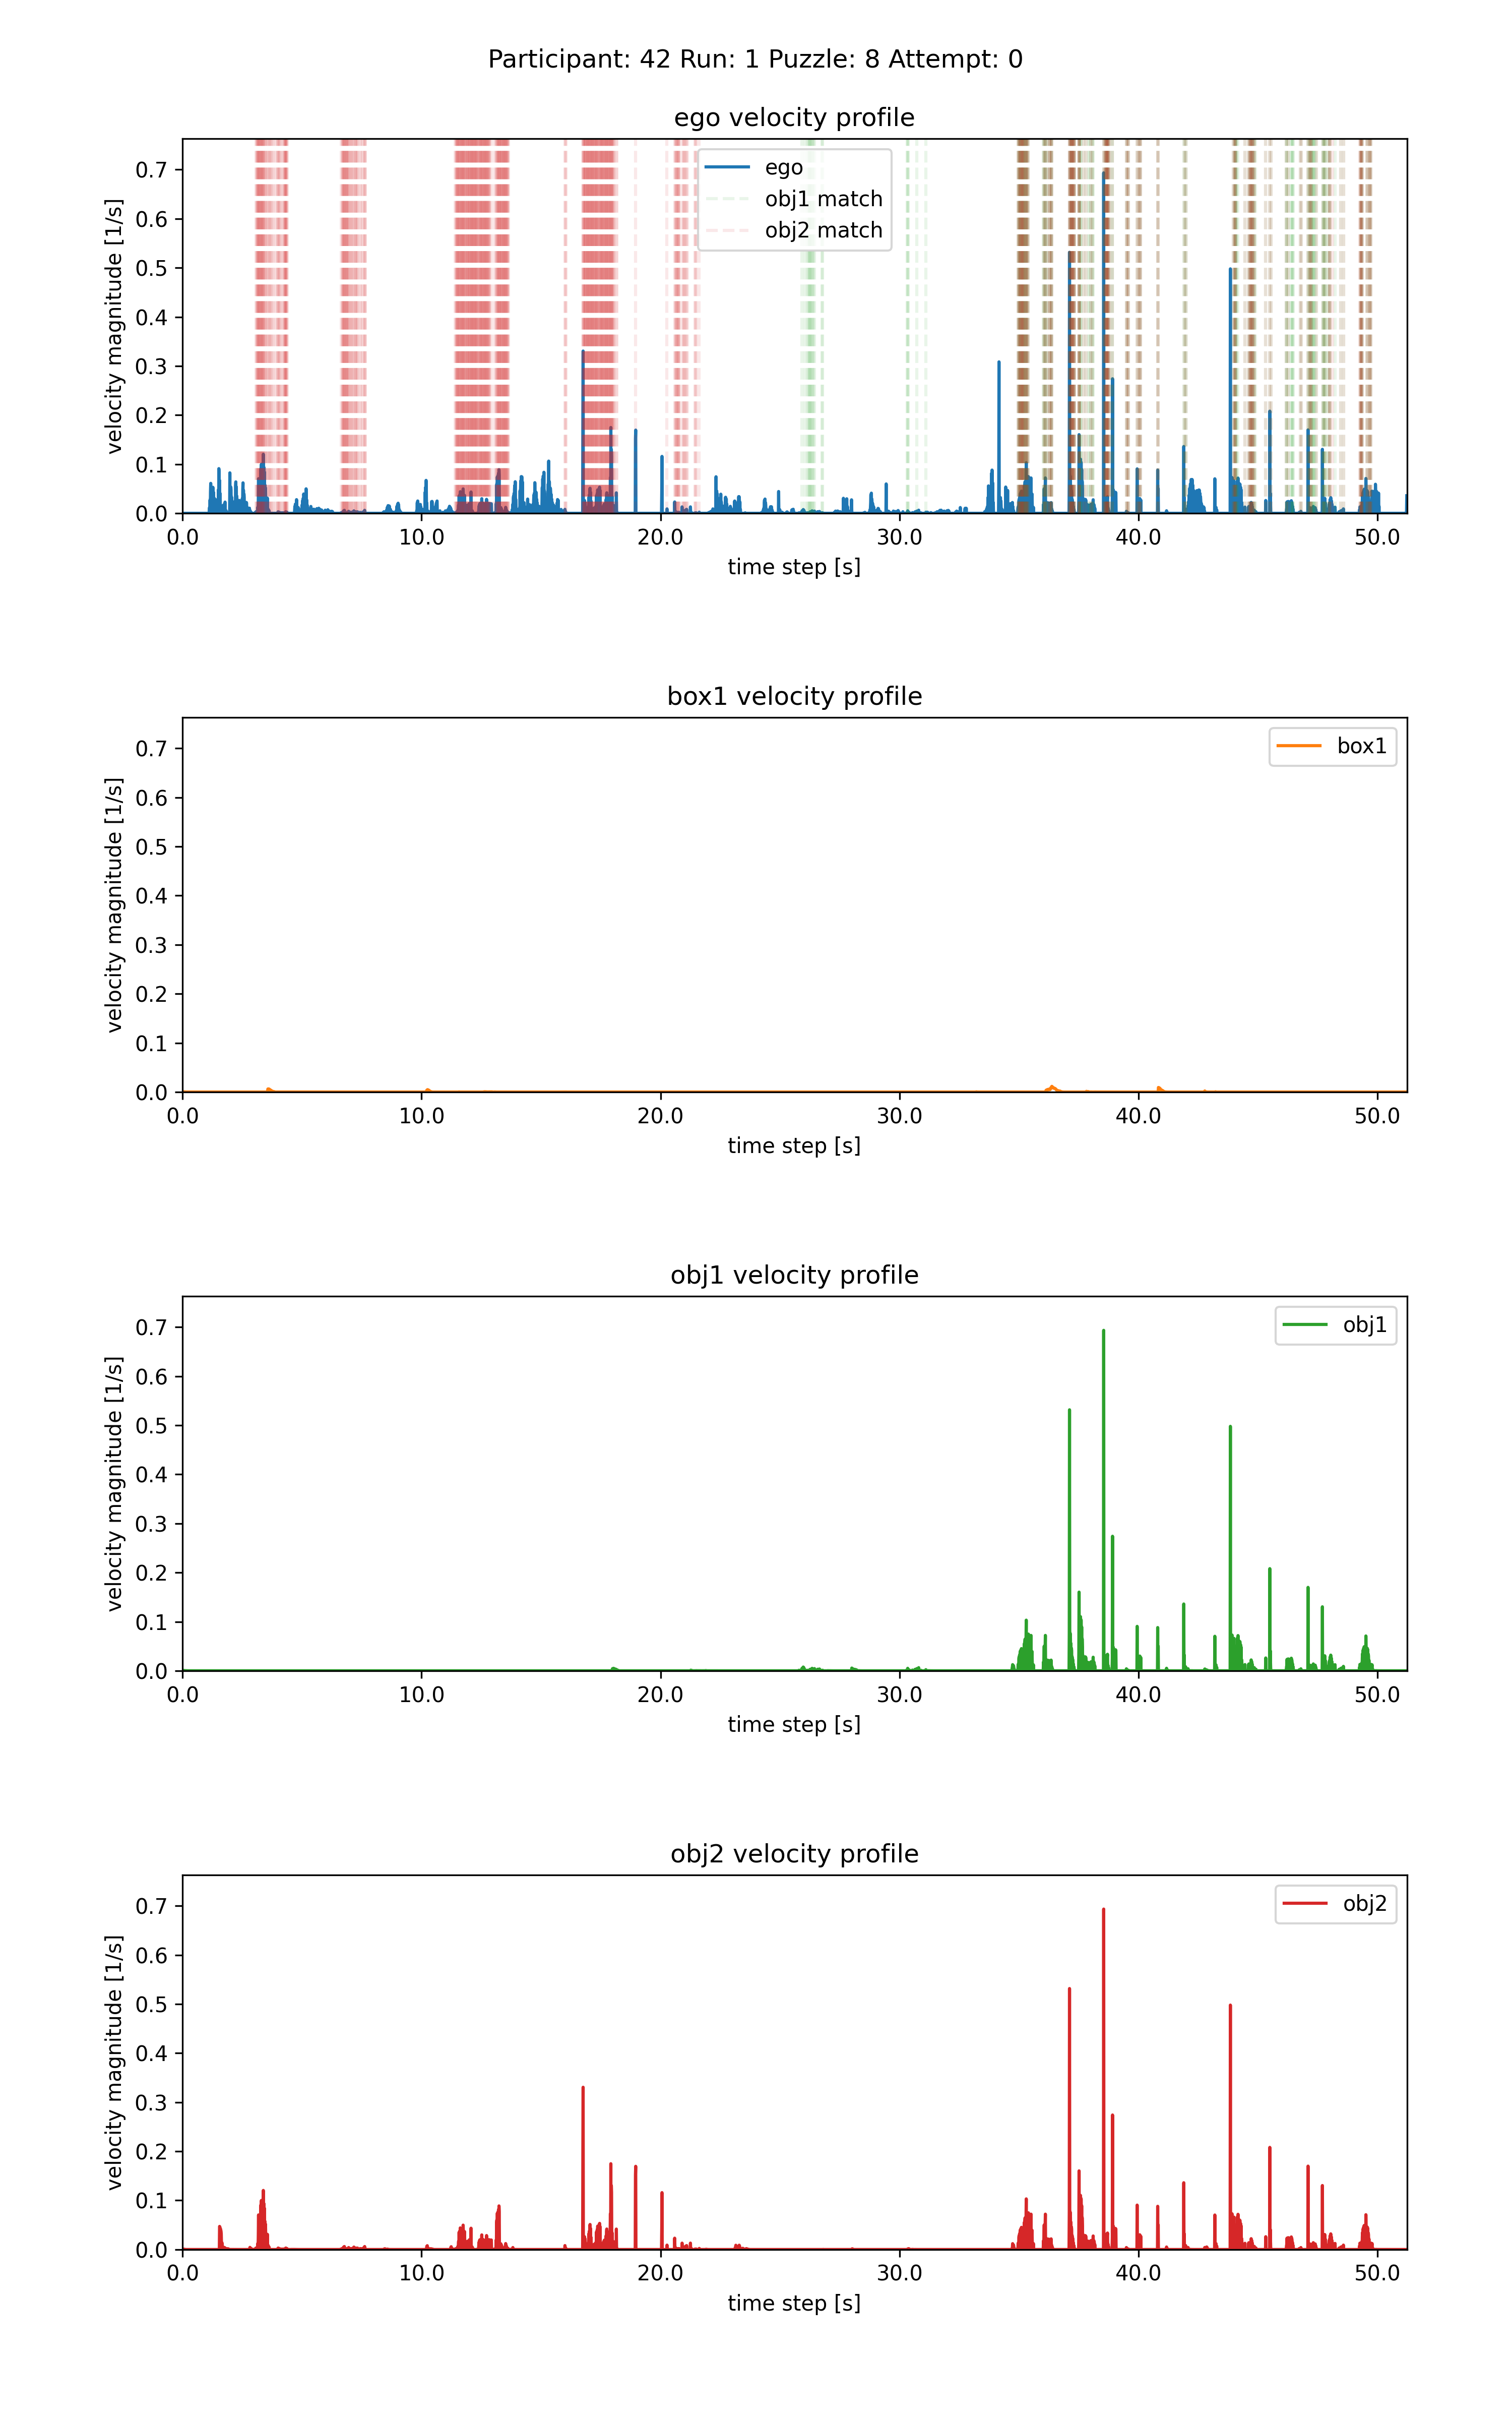 Participant: 42 Run: 1 Puzzle: 8 Attempt: 0
ego velocity profile
velocity magnitude [1/s]
0.7
0.6
0.5
0.4
0.3
0.2
0.1
0.0
ego
obj1 match
obj2 match
0.0 10.0 20.0 30.0 40.0 50.0
time step [s]
box1 velocity profile
velocity magnitude [1/s]
0.7
0.6
0.5
0.4
0.3
0.2
0.1
0.0
box1
0.0 10.0 20.0 30.0 40.0 50.0
time step [s]
obj1 velocity profile
velocity magnitude [1/s]
0.7
0.6
0.5
0.4
0.3
0.2
0.1
0.0
obj1
0.0 10.0 20.0 30.0 40.0 50.0
time step [s]
obj2 velocity profile
velocity magnitude [1/s]
0.7
0.6
0.5
0.4
0.3
0.2
0.1
0.0
obj2
0.0 10.0 20.0 30.0 40.0 50.0
time step [s]